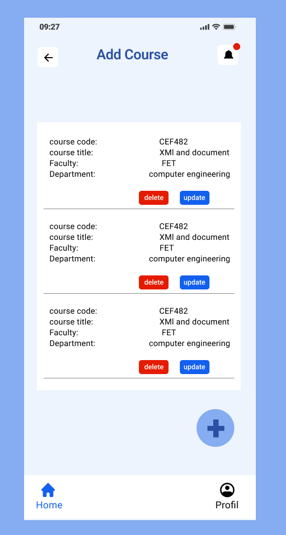 09:27
Add Course
course code: CEF482
course title: XMl and document
Faculty: FET
Department: computer engineering
delete update
course code: CEF482
course title: XMl and document
Faculty: FET
Department: computer engineering
delete update
course code: CEF482
course title: XMl and document
Faculty: FET
Department: computer engineering
delete update
Home Profil